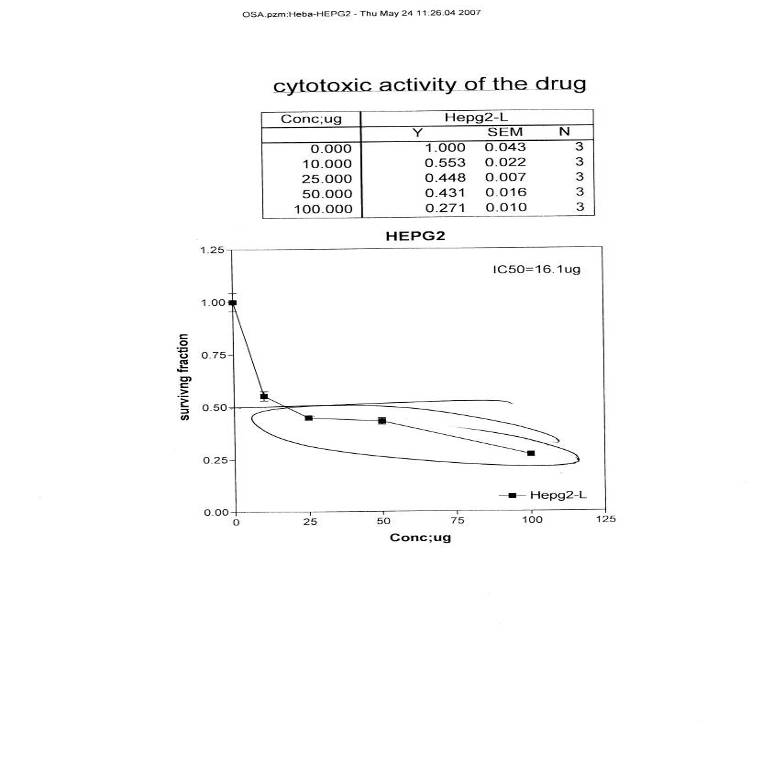 OSA.pzm:Heba-HEPG2 - Thu May 24 11.26.04 2007
cytotoxic activity of the drug
Conc;ug Hepg2-L
Y SEM N
0.000 1.000 0.043 3
10.000 0.553 0.022 3
25.000 0.448 0.007 3
50.000 0.431 0.016 3
100.000 0.271 0.010 3
HEPG2
IC50=16.1ug
1.25
1.00
0.75
0.50
0.25
0.00
survivng fraction
Hepg2-L
0 25 50 75 100 125
Conc;ug